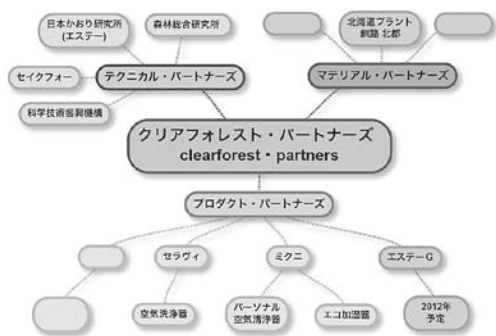 日本かおり研究所
(エステー)
森林総合研究所
北海道プラント
釧路 北都
セイクフォー
テクニカル・パートナーズ
マテリアル・パートナーズ
科学技術振興機構
クリアフォレスト・パートナーズ
clearforest・partners
プロダクト・パートナーズ
セラヴィ
ミクニ
エステーG
空気洗浄器
パーソナル
空気清浄器
エコ加湿器
2012年
予定